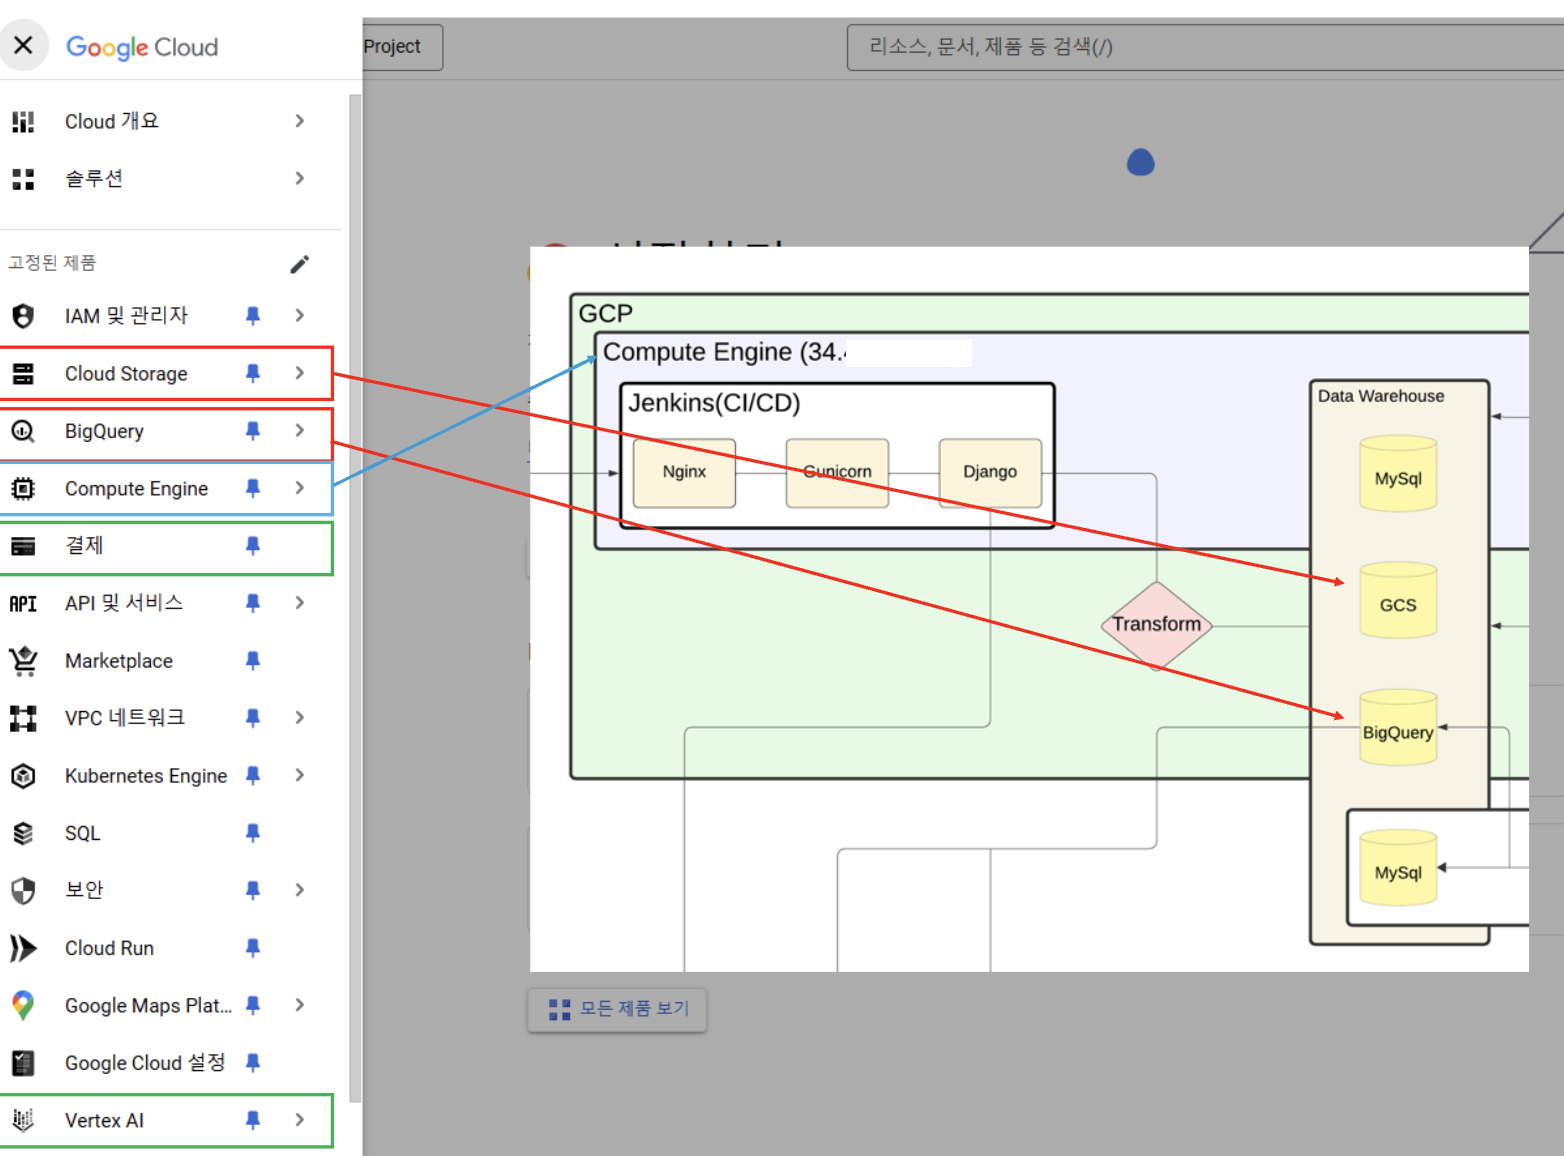 Google Cloud
Project
리소스, 문서, 제품 등 검색(/)
Cloud 개요
솔루션
고정된 제품
IAM 및 관리자
Cloud Storage
BigQuery
Compute Engine
결제
API
API 및 서비스
Marketplace
VPC 네트워크
Kubernetes Engine
SQL
보안
Cloud Run
Google Maps Plat...
Google Cloud 설정
Vertex AI
GCP
Compute Engine (34.
Jenkins(CI/CD)
Nginx
Gunicorn
Django
Transform
Data Warehouse
MySql
GCS
BigQuery
MySql
모든 제품 보기